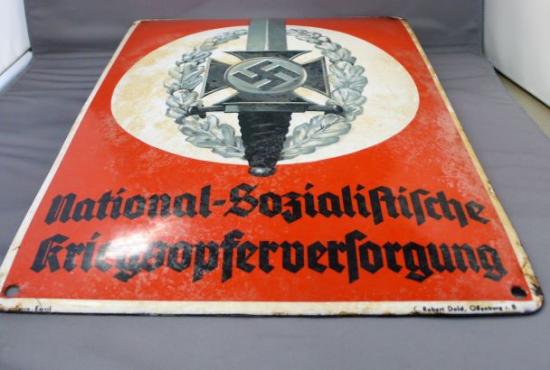 National-Sozialistische
Kriegsopferversorgung
C. Robert Dold, Offenburg i. B.